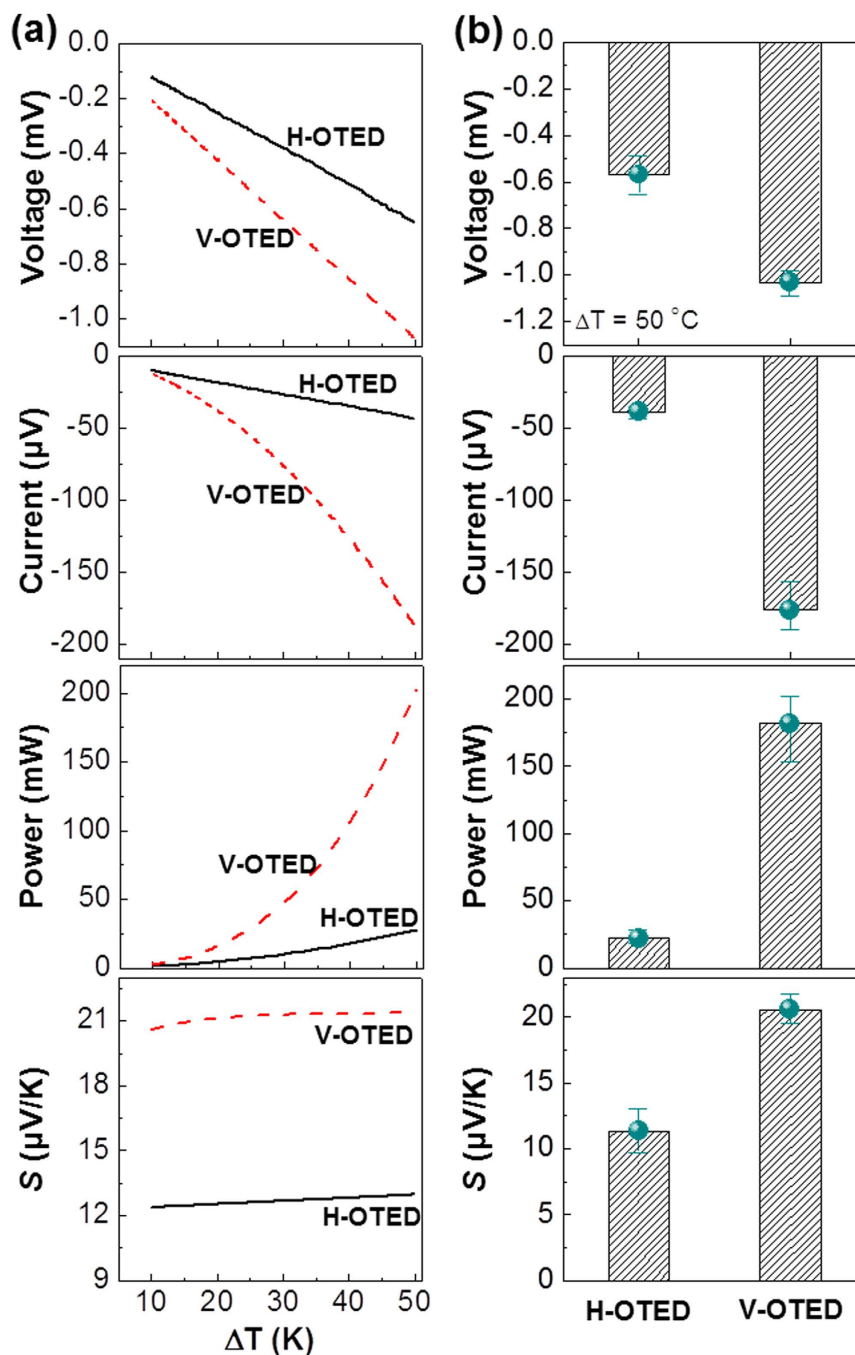 (a)
(b)
0.0
-0.2
-0.4
-0.6
-0.8
-1.0
Voltage (mV)
H-OTED
V-OTED
0.0
-0.2
-0.4
-0.6
-0.8
-1.0
-1.2
Voltage (mV)
ΔT = 50 °C
0
-50
-100
-150
-200
Current (µV)
H-OTED
V-OTED
0
-50
-100
-150
-200
Current (µV)
200
150
100
50
0
Power (mW)
V-OTED
H-OTED
200
150
100
50
0
Power (mW)
21
18
15
12
9
S (µV/K)
V-OTED
H-OTED
10 20 30 40 50
ΔT (K)
20
15
10
5
0
S (µV/K)
H-OTED V-OTED